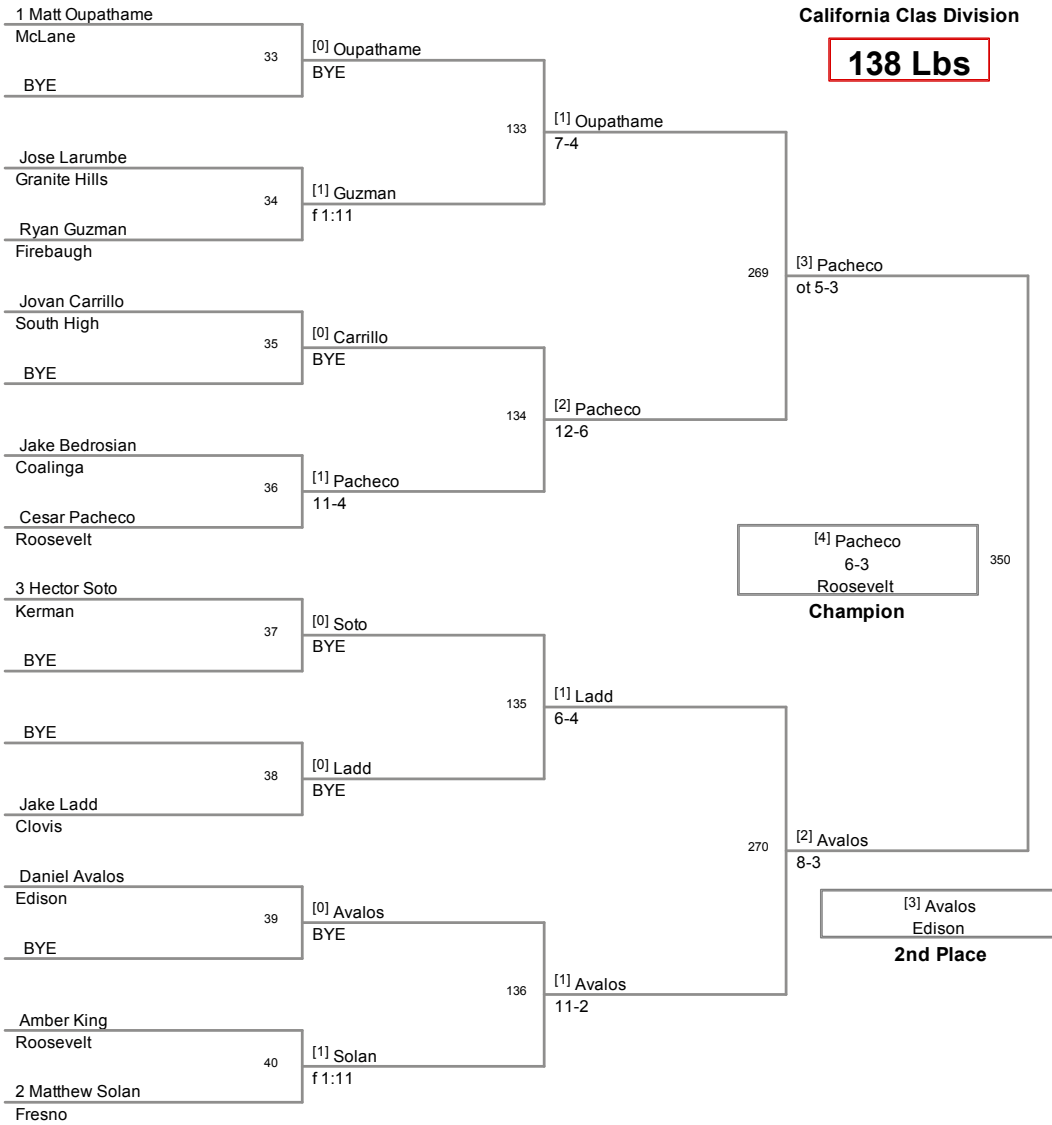 California Clas Division
138 Lbs
1 Matt Oupathame
McLane
33
BYE
Jose Larumbe
Granite Hills
34
Ryan Guzman
Firebaugh
Jovan Carrillo
South High
35
BYE
Jake Bedrosian
Coalinga
36
Cesar Pacheco
Roosevelt
3 Hector Soto
Kerman
37
BYE
BYE
38
Jake Ladd
Clovis
Daniel Avalos
Edison
39
BYE
Amber King
Roosevelt
40
2 Matthew Solan
Fresno
[0] Oupathame
BYE
133
[1] Guzman
f 1:11
[0] Carrillo
BYE
134
[1] Pacheco
11-4
[0] Soto
BYE
135
[0] Ladd
BYE
[0] Avalos
BYE
136
[1] Solan
f 1:11
[1] Oupathame
7-4
269
[2] Pacheco
12-6
[1] Ladd
6-4
270
[1] Avalos
11-2
[3] Pacheco
ot 5-3
350
[2] Avalos
8-3
[4] Pacheco
6-3
Roosevelt
Champion
[3] Avalos
Edison
2nd Place